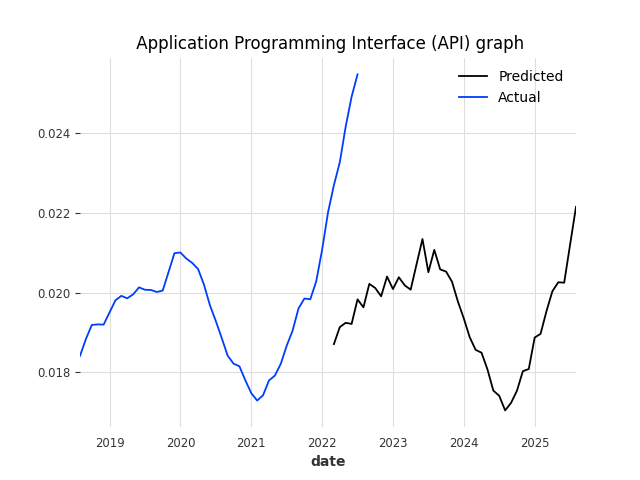 Application Programming Interface (API) graph
Predicted
Actual
0.024
0.022
0.020
0.018
2019 2020 2021 2022 2023 2024 2025
date